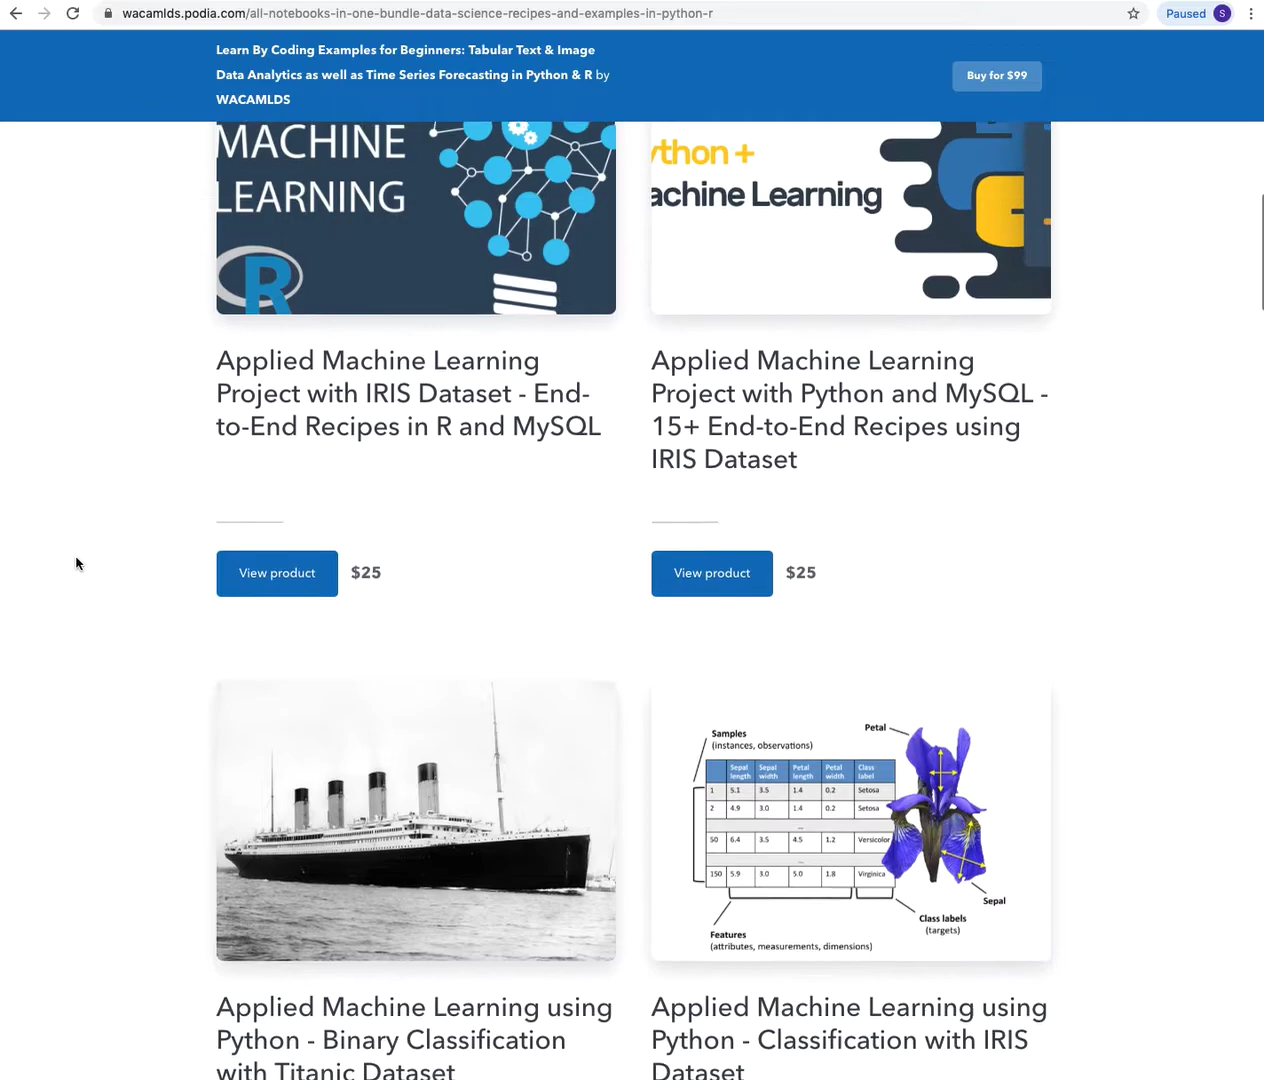 wacamlds.podia.com/all-notebooks-in-one-bundle-data-science-recipes-and-examples-in-python-r
Paused
S
Learn By Coding Examples for Beginners: Tabular Text & Image
Data Analytics as well as Time Series Forecasting in Python & R by
WACAMLDS
Buy for $99
MACHINE
LEARNING
R
ython +
achine Learning
Applied Machine Learning
Project with IRIS Dataset - End-
to-End Recipes in R and MySQL
Applied Machine Learning
Project with Python and MySQL -
15+ End-to-End Recipes using
IRIS Dataset
View product
$25
View product
$25
Samples
(instances, observations)
Petal
Sepal length Sepal width Petal length Petal width Class label
1 5.1 3.5 1.4 0.2 Setosa
2 4.9 3.0 1.4 0.2 Setosa
...
50 6.4 3.5 4.5 1.2 Versicolor
...
150 5.9 3.0 5.0 1.8 Virginica
Sepal
Features
(attributes, measurements, dimensions)
Class labels
(targets)
Applied Machine Learning using
Python - Binary Classification
with Titanic Dataset
Applied Machine Learning using
Python - Classification with IRIS
Dataset